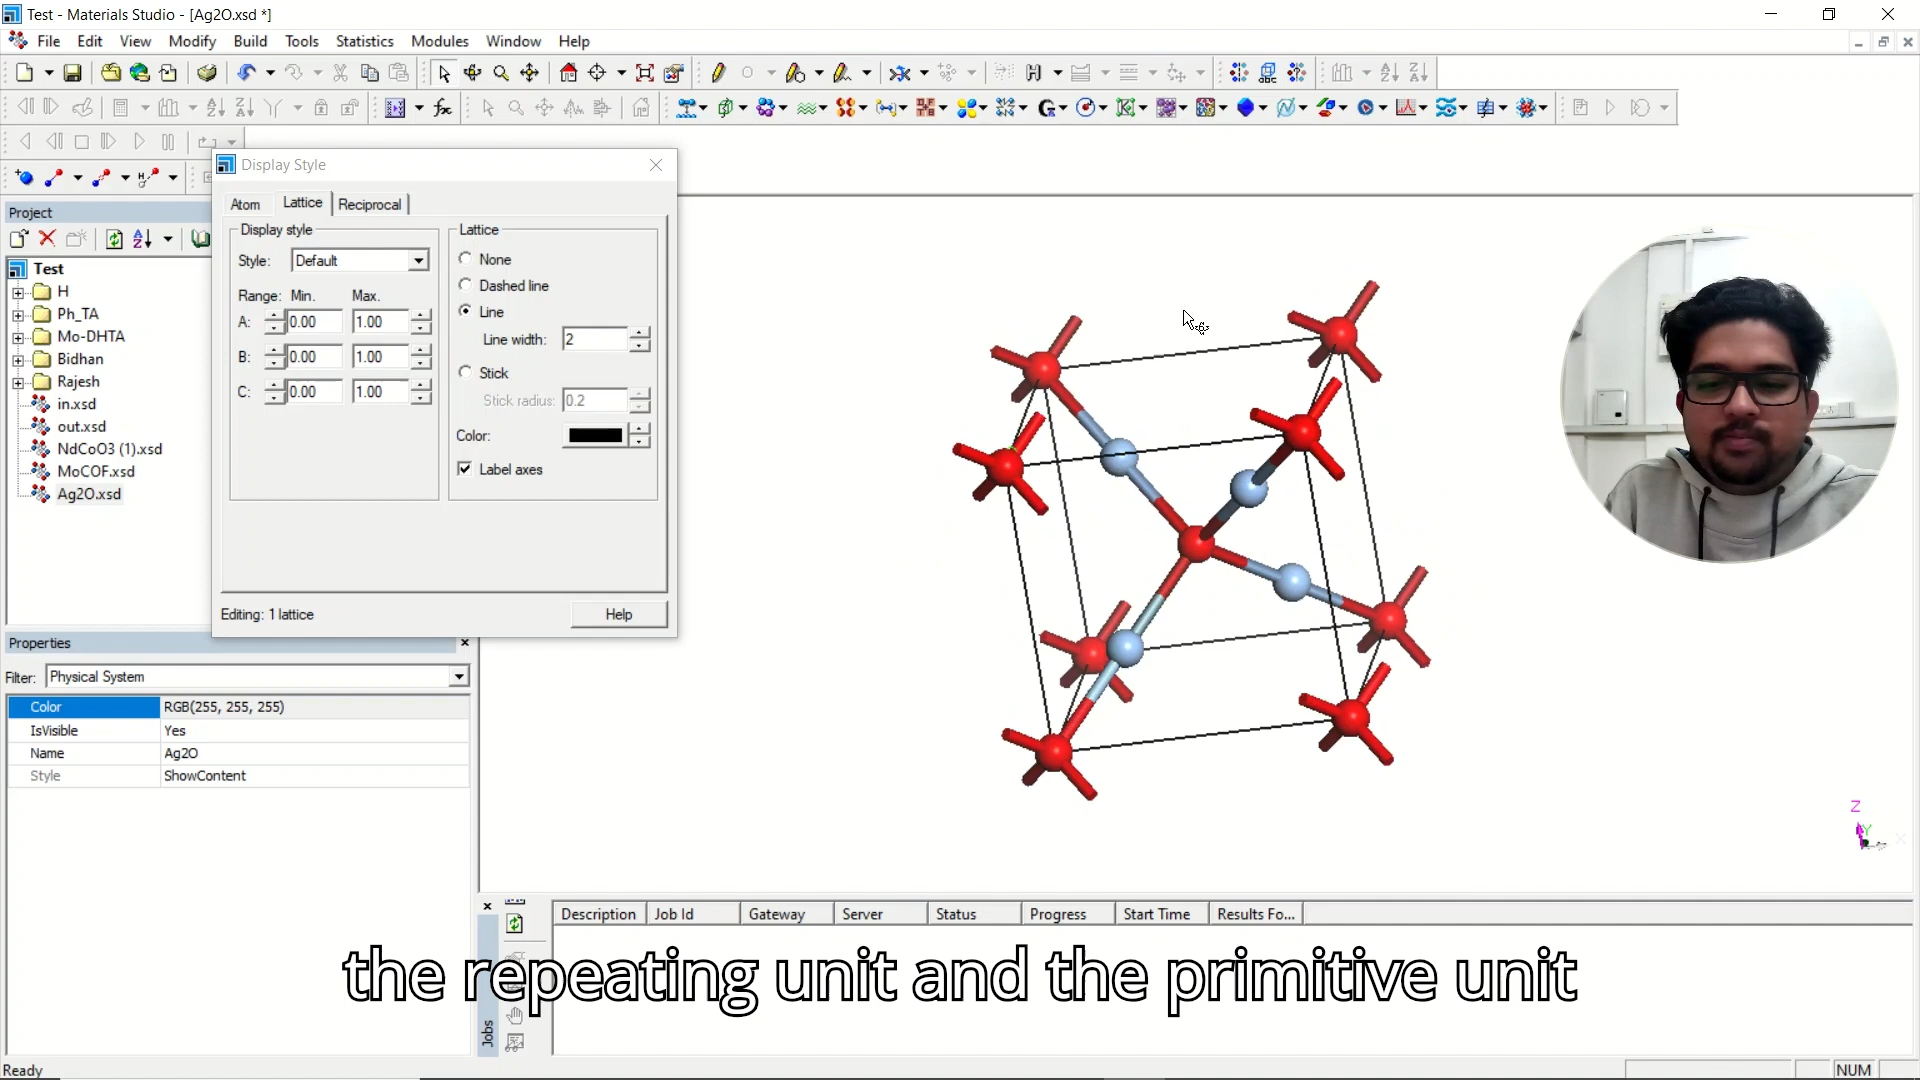 Test - Materials Studio - [Ag2O.xsd *]
File Edit View Modify Build Tools Statistics Modules Window Help
Display Style
Atom Lattice Reciprocal
Display style
Style: Default
Range: Min. Max.
A: 0.00 1.00
B: 0.00 1.00
C: 0.00 1.00
Lattice
None
Dashed line
Line
Line width: 2
Stick
Stick radius: 0.2
Color:
Label axes
Editing: 1 lattice
Help
Project
Test
H
Ph_TA
Mo-DHTA
Bidhan
Rajesh
in.xsd
out.xsd
NdCoO3 (1).xsd
MoCOF.xsd
Ag2O.xsd
Properties
Filter: Physical System
Color RGB(255, 255, 255)
IsVisible Yes
Name Ag2O
Style ShowContent
Z
Y
X
Jobs
Description Job Id Gateway Server Status Progress Start Time Results Fo...
the repeating unit and the primitive unit
Ready
NUM